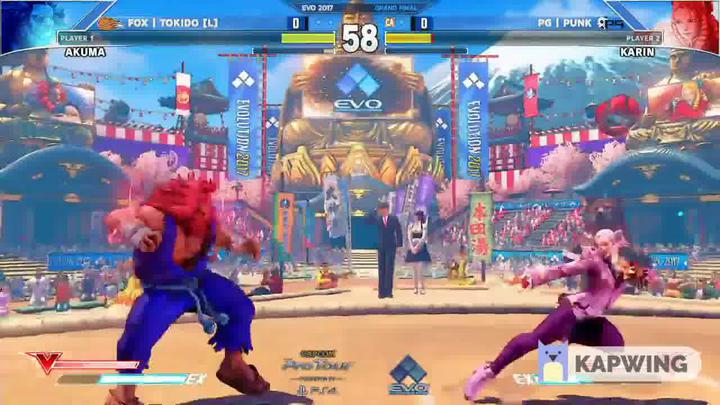 EVO 2017
GRAND FINAL
FOX | TOKIDO [L]
0
CA
0
PG | PUNK
PLAYER 1
58
PLAYER 2
AKUMA
KARIN
EVO
EVOLUTION 2017
EVOLUTION 2017
本田湯
CAPCOM
PRO TOUR
PS4
EVO
V
EX
EX
KAPWING